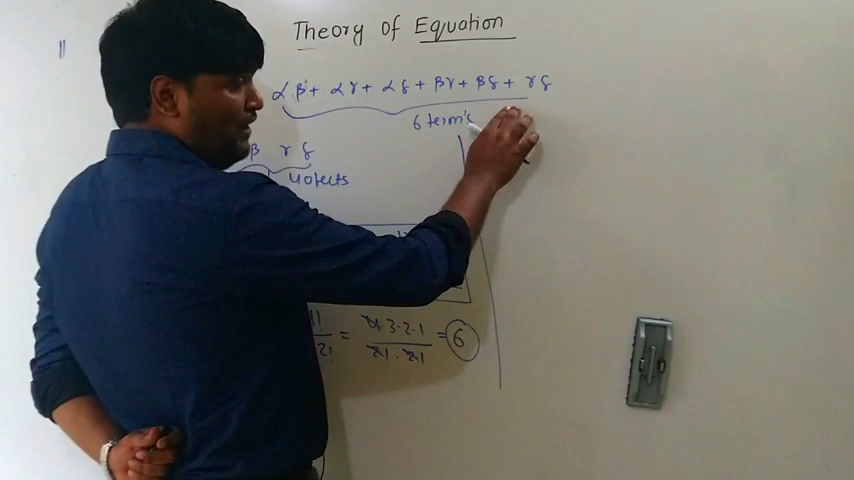 Theory of Equation
αβ + αγ + αδ + βγ + βδ + γδ
6 term's
β γ δ
4 objects
= 4·3·2·1 / 2·1 · 2·1 = 6